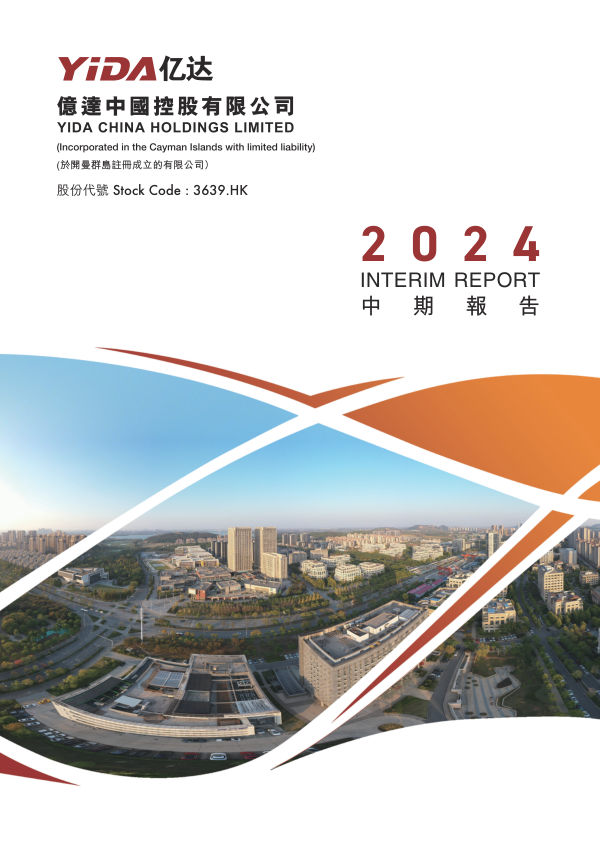 YiDA亿达
億達中國控股有限公司
YIDA CHINA HOLDINGS LIMITED
(Incorporated in the Cayman Islands with limited liability)
(於開曼群島註冊成立的有限公司)
股份代號 Stock Code : 3639.HK
2024
INTERIM REPORT
中期報告